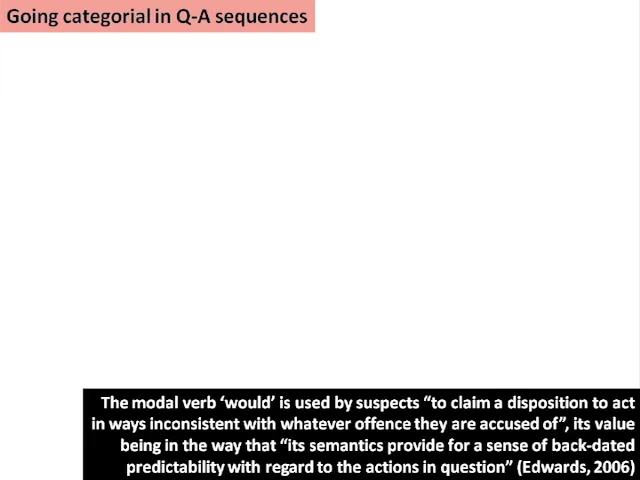 Going categorial in Q-A sequences
The modal verb ‘would’ is used by suspects “to claim a disposition to act
in ways inconsistent with whatever offence they are accused of”, its value
being in the way that “its semantics provide for a sense of back-dated
predictability with regard to the actions in question” (Edwards, 2006)